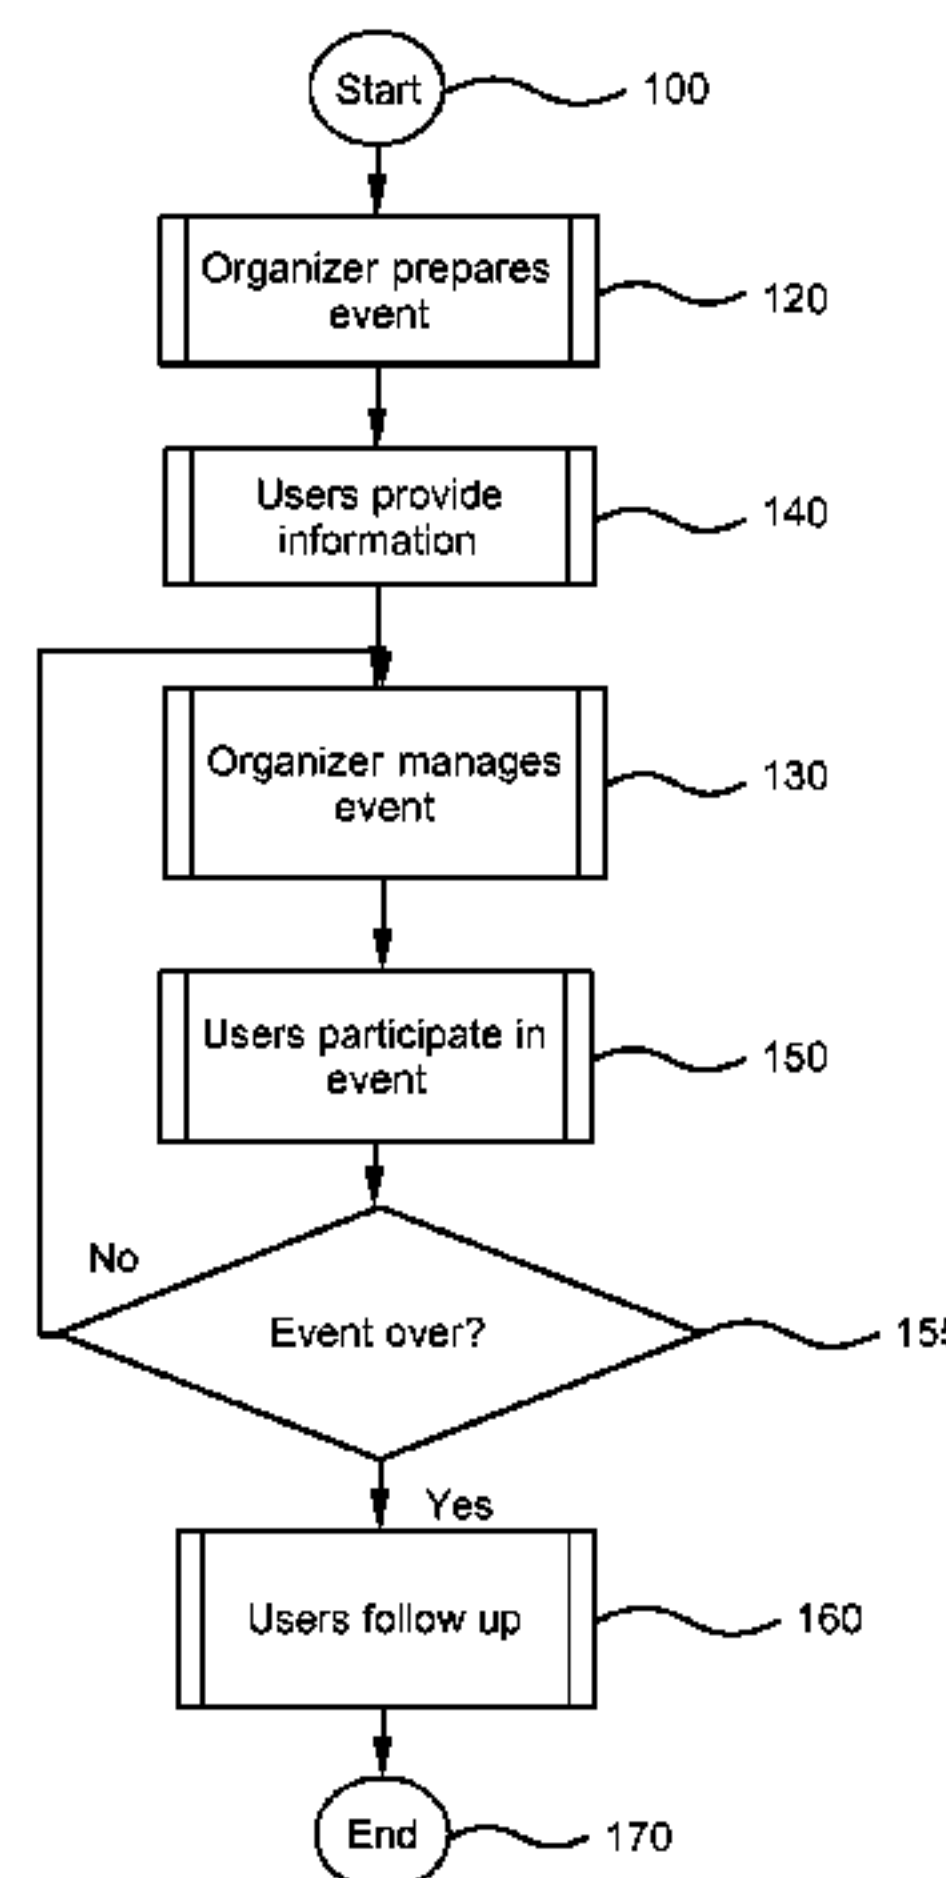 Start
100
Organizer prepares
event
120
Users provide
information
140
Organizer manages
event
130
Users participate in
event
150
No
Event over?
155
Yes
Users follow up
160
End
170